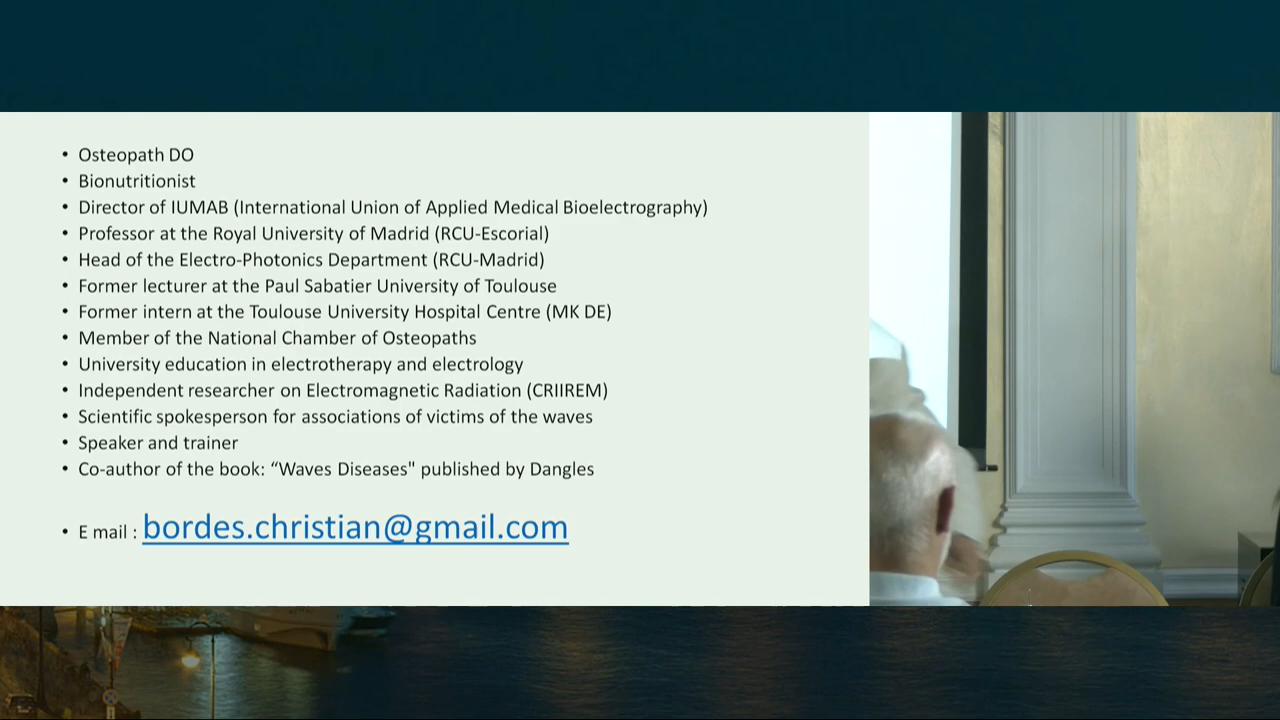 • Osteopath DO
• Bionutritionist
• Director of IUMAB (International Union of Applied Medical Bioelectrography)
• Professor at the Royal University of Madrid (RCU-Escorial)
• Head of the Electro-Photonics Department (RCU-Madrid)
• Former lecturer at the Paul Sabatier University of Toulouse
• Former intern at the Toulouse University Hospital Centre (MK DE)
• Member of the National Chamber of Osteopaths
• University education in electrotherapy and electrology
• Independent researcher on Electromagnetic Radiation (CRIIREM)
• Scientific spokesperson for associations of victims of the waves
• Speaker and trainer
• Co-author of the book: “Waves Diseases" published by Dangles
• E mail : bordes.christian@gmail.com